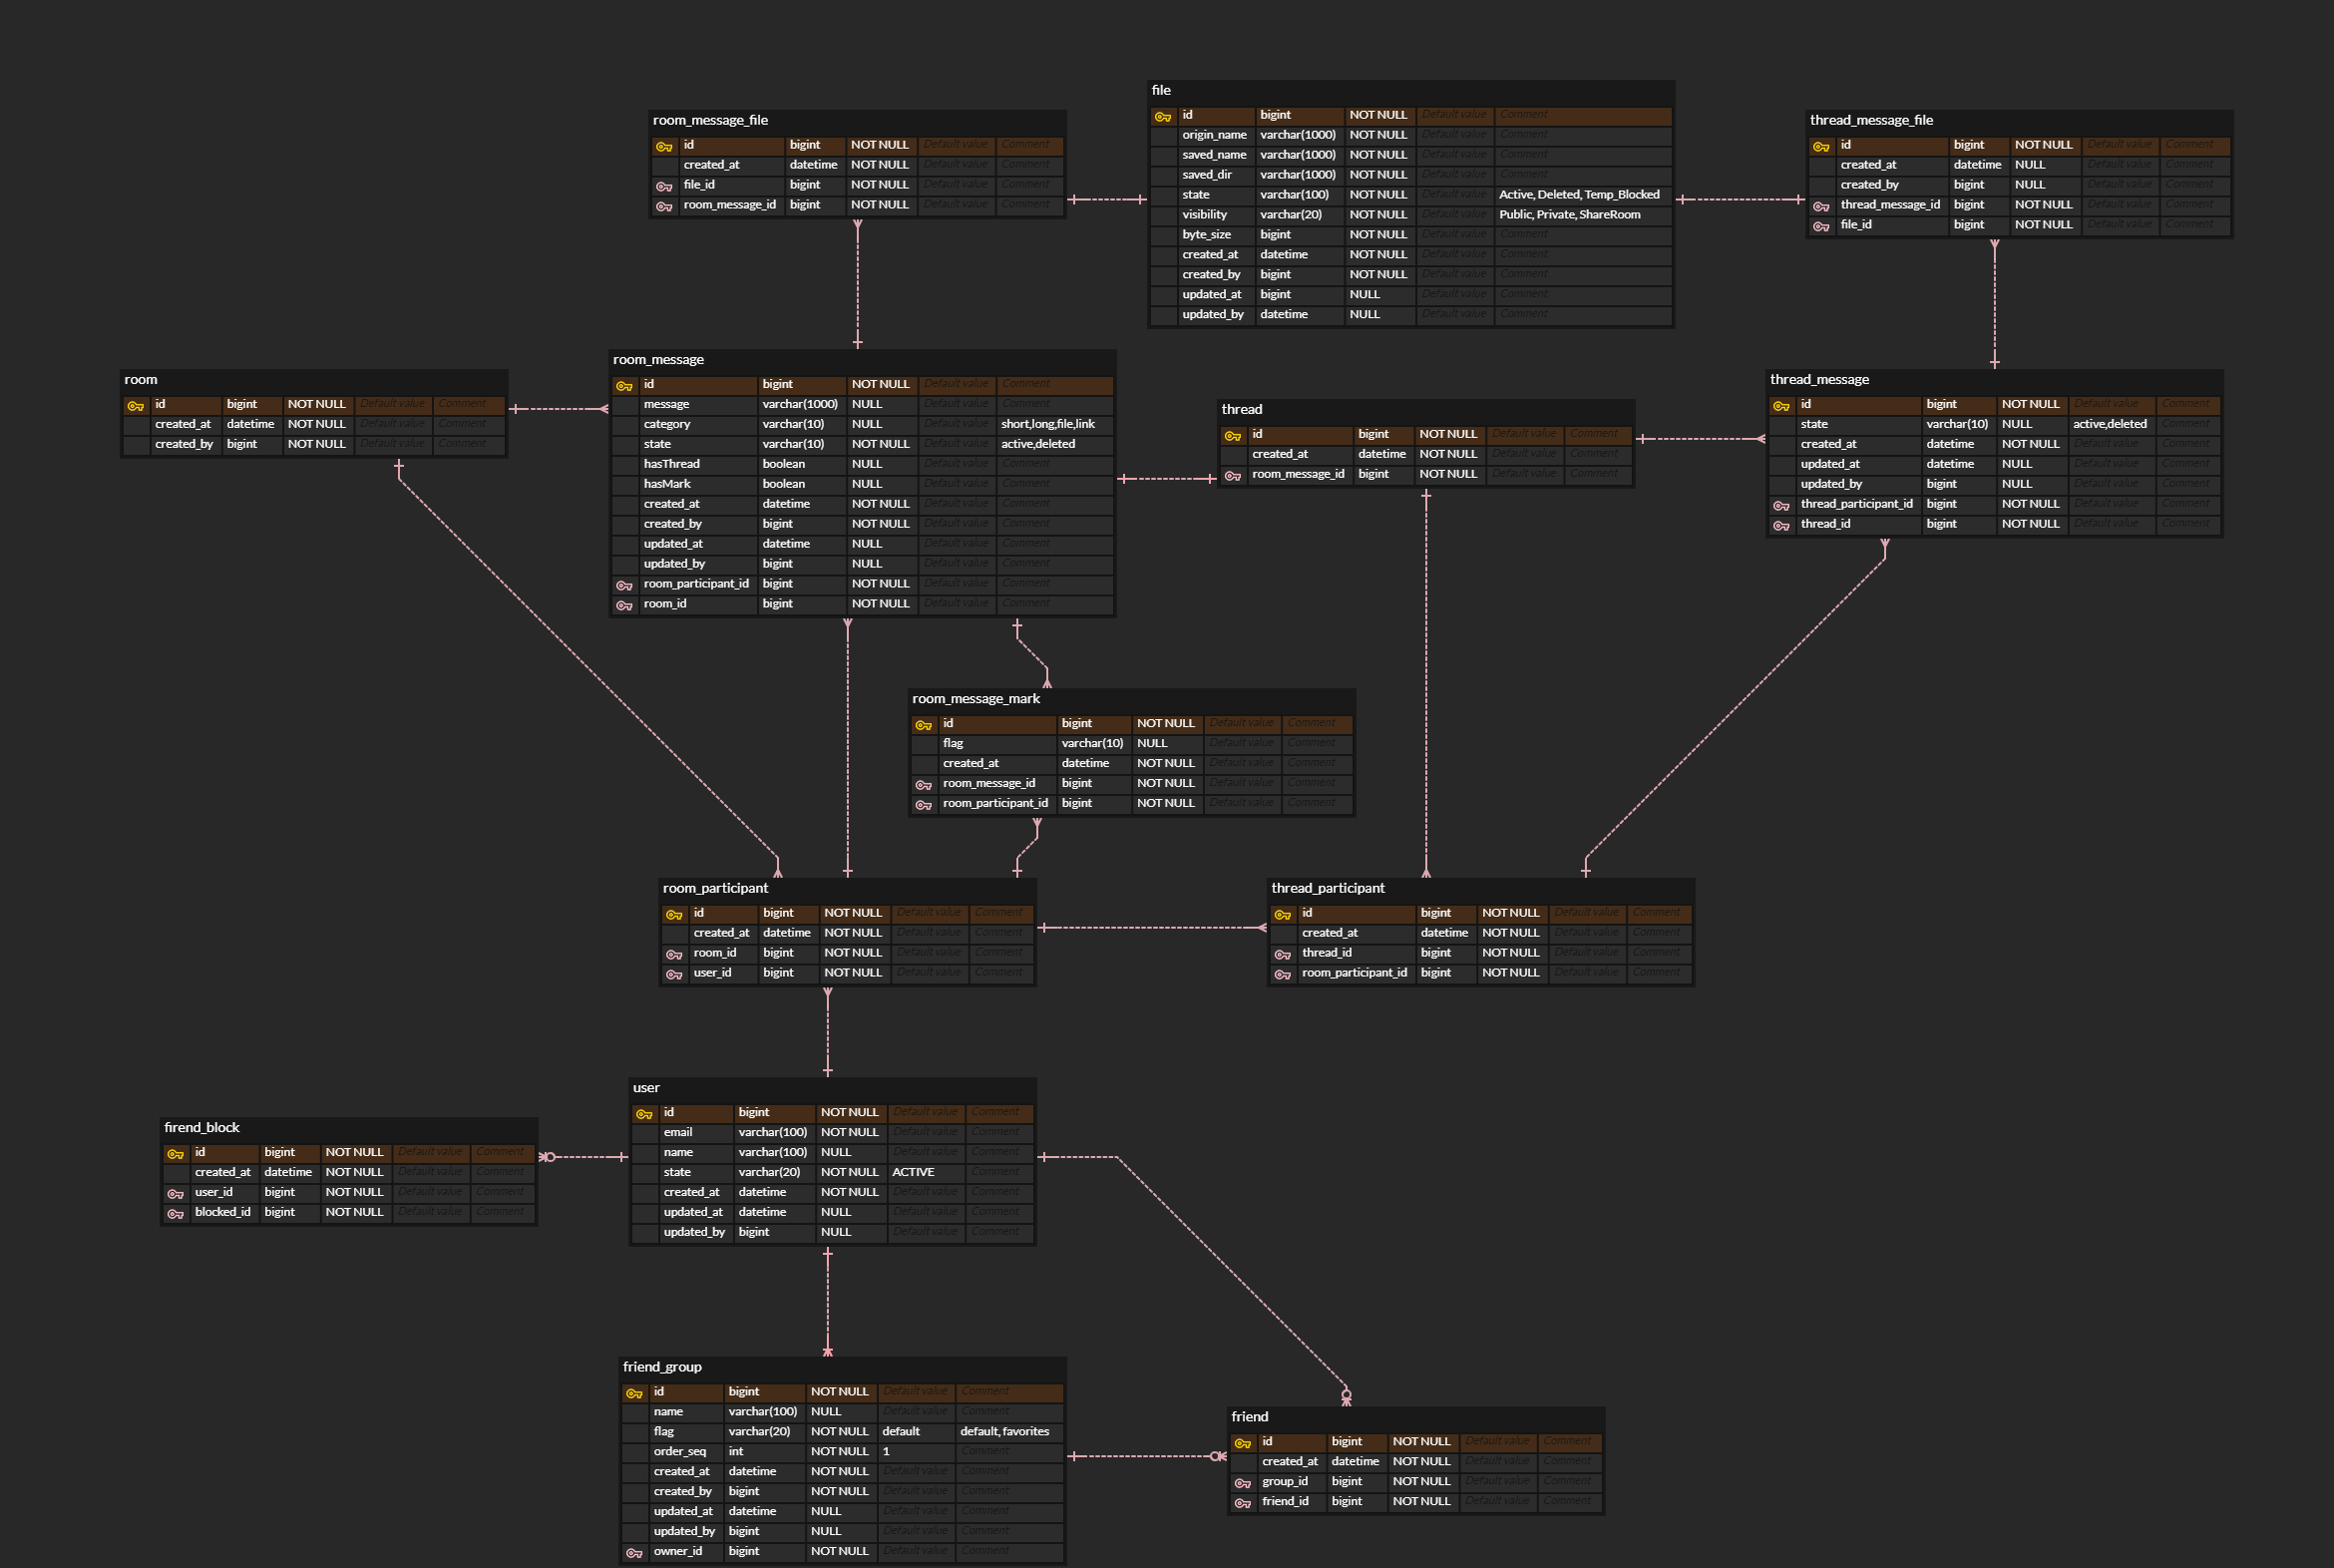 file
id bigint NOT NULL Default value Comment
origin_name varchar(1000) NOT NULL Default value Comment
saved_name varchar(1000) NOT NULL Default value Comment
saved_dir varchar(1000) NOT NULL Default value Comment
state varchar(100) NOT NULL Default value Active, Deleted, Temp_Blocked
visibility varchar(20) NOT NULL Default value Public, Private, ShareRoom
byte_size bigint NOT NULL Default value Comment
created_at datetime NOT NULL Default value Comment
created_by bigint NOT NULL Default value Comment
updated_at bigint NULL Default value Comment
updated_by datetime NULL Default value Comment
room_message_file
id bigint NOT NULL Default value Comment
created_at datetime NOT NULL Default value Comment
file_id bigint NOT NULL Default value Comment
room_message_id bigint NOT NULL Default value Comment
thread_message_file
id bigint NOT NULL Default value Comment
created_at datetime NULL Default value Comment
created_by bigint NULL Default value Comment
thread_message_id bigint NOT NULL Default value Comment
file_id bigint NOT NULL Default value Comment
room_message
id bigint NOT NULL Default value Comment
message varchar(1000) NULL Default value Comment
category varchar(10) NULL Default value short,long,file,link
state varchar(10) NOT NULL Default value active,deleted
hasThread boolean NULL Default value Comment
hasMark boolean NULL Default value Comment
created_at datetime NOT NULL Default value Comment
created_by bigint NOT NULL Default value Comment
updated_at datetime NULL Default value Comment
updated_by bigint NULL Default value Comment
room_participant_id bigint NOT NULL Default value Comment
room_id bigint NOT NULL Default value Comment
room
id bigint NOT NULL Default value Comment
created_at datetime NOT NULL Default value Comment
created_by bigint NOT NULL Default value Comment
thread
id bigint NOT NULL Default value Comment
created_at datetime NOT NULL Default value Comment
room_message_id bigint NOT NULL Default value Comment
thread_message
id bigint NOT NULL Default value Comment
state varchar(10) NULL active,deleted Comment
created_at datetime NOT NULL Default value Comment
updated_at datetime NULL Default value Comment
updated_by bigint NULL Default value Comment
thread_participant_id bigint NOT NULL Default value Comment
thread_id bigint NOT NULL Default value Comment
room_message_mark
id bigint NOT NULL Default value Comment
flag varchar(10) NULL Default value Comment
created_at datetime NOT NULL Default value Comment
room_message_id bigint NOT NULL Default value Comment
room_participant_id bigint NOT NULL Default value Comment
room_participant
id bigint NOT NULL Default value Comment
created_at datetime NOT NULL Default value Comment
room_id bigint NOT NULL Default value Comment
user_id bigint NOT NULL Default value Comment
thread_participant
id bigint NOT NULL Default value Comment
created_at datetime NOT NULL Default value Comment
thread_id bigint NOT NULL Default value Comment
room_participant_id bigint NOT NULL Default value Comment
user
id bigint NOT NULL Default value Comment
email varchar(100) NOT NULL Default value Comment
name varchar(100) NULL Default value Comment
state varchar(20) NOT NULL ACTIVE Comment
created_at datetime NOT NULL Default value Comment
updated_at datetime NULL Default value Comment
updated_by bigint NULL Default value Comment
firend_block
id bigint NOT NULL Default value Comment
created_at datetime NOT NULL Default value Comment
user_id bigint NOT NULL Default value Comment
blocked_id bigint NOT NULL Default value Comment
friend_group
id bigint NOT NULL Default value Comment
name varchar(100) NULL Default value Comment
flag varchar(20) NOT NULL default default, favorites
order_seq int NOT NULL 1 Comment
created_at datetime NOT NULL Default value Comment
created_by bigint NOT NULL Default value Comment
updated_at datetime NULL Default value Comment
updated_by bigint NULL Default value Comment
owner_id bigint NOT NULL Default value Comment
friend
id bigint NOT NULL Default value Comment
created_at datetime NOT NULL Default value Comment
group_id bigint NOT NULL Default value Comment
friend_id bigint NOT NULL Default value Comment